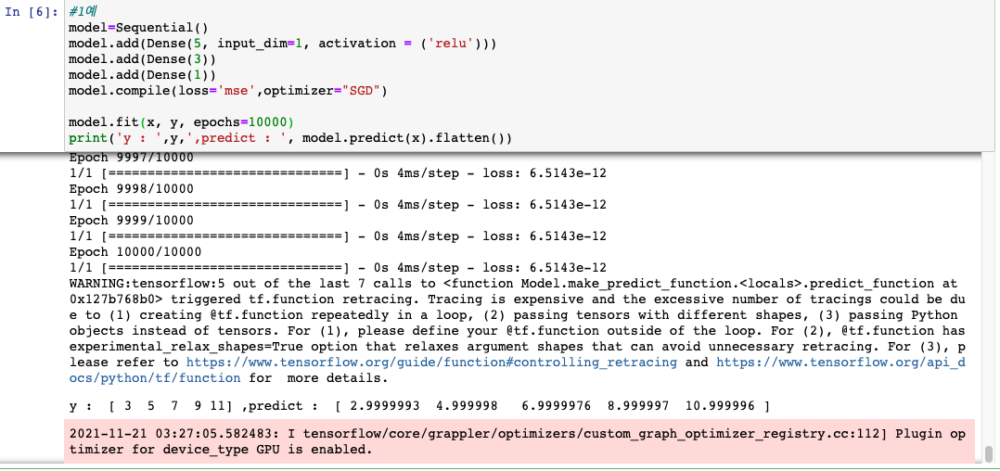 In [6]: #1예
model=Sequential()
model.add(Dense(5, input_dim=1, activation = ('relu')))
model.add(Dense(3))
model.add(Dense(1))
model.compile(loss='mse',optimizer="SGD")
model.fit(x, y, epochs=10000)
print('y : ',y,',predict : ', model.predict(x).flatten())
Epoch 9997/10000
1/1 [==============================] - 0s 4ms/step - loss: 6.5143e-12
Epoch 9998/10000
1/1 [==============================] - 0s 4ms/step - loss: 6.5143e-12
Epoch 9999/10000
1/1 [==============================] - 0s 4ms/step - loss: 6.5143e-12
Epoch 10000/10000
1/1 [==============================] - 0s 4ms/step - loss: 6.5143e-12
WARNING:tensorflow:5 out of the last 7 calls to <function Model.make_predict_function.<locals>.predict_function at
0x127b768b0> triggered tf.function retracing. Tracing is expensive and the excessive number of tracings could be du
e to (1) creating @tf.function repeatedly in a loop, (2) passing tensors with different shapes, (3) passing Python
objects instead of tensors. For (1), please define your @tf.function outside of the loop. For (2), @tf.function has
experimental_relax_shapes=True option that relaxes argument shapes that can avoid unnecessary retracing. For (3), p
lease refer to https://www.tensorflow.org/guide/function#controlling_retracing and https://www.tensorflow.org/api_d
ocs/python/tf/function for  more details.
y :  [ 3  5  7  9 11] ,predict :  [ 2.9999993  4.999998   6.9999976  8.999997  10.999996 ]
2021-11-21 03:27:05.582483: I tensorflow/core/grappler/optimizers/custom_graph_optimizer_registry.cc:112] Plugin op
timizer for device_type GPU is enabled.